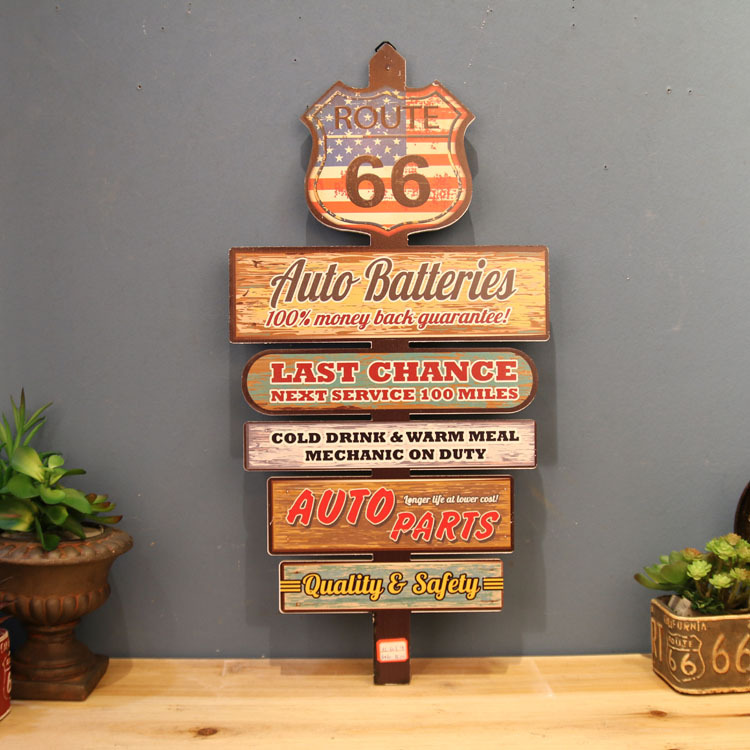 ROUTE
66
Auto Batteries
100% money back guarantee!
LAST CHANCE
NEXT SERVICE 100 MILES
COLD DRINK & WARM MEAL
MECHANIC ON DUTY
AUTO
Longer life at lower cost!
PARTS
Quality & Safety
CALIFORNIA
ROUTE
66
66